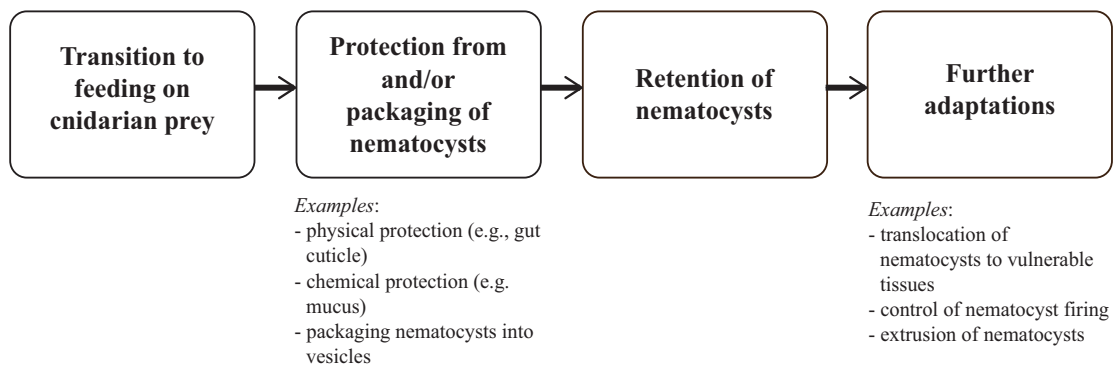 Transition to
feeding on
cnidarian prey
Protection from
and/or
packaging of
nematocysts
Retention of
nematocysts
Further
adaptations
Examples:
- physical protection (e.g., gut
cuticle)
- chemical protection (e.g.
mucus)
- packaging nematocysts into
vesicles
Examples:
- translocation of
nematocysts to vulnerable
tissues
- control of nematocyst firing
- extrusion of nematocysts